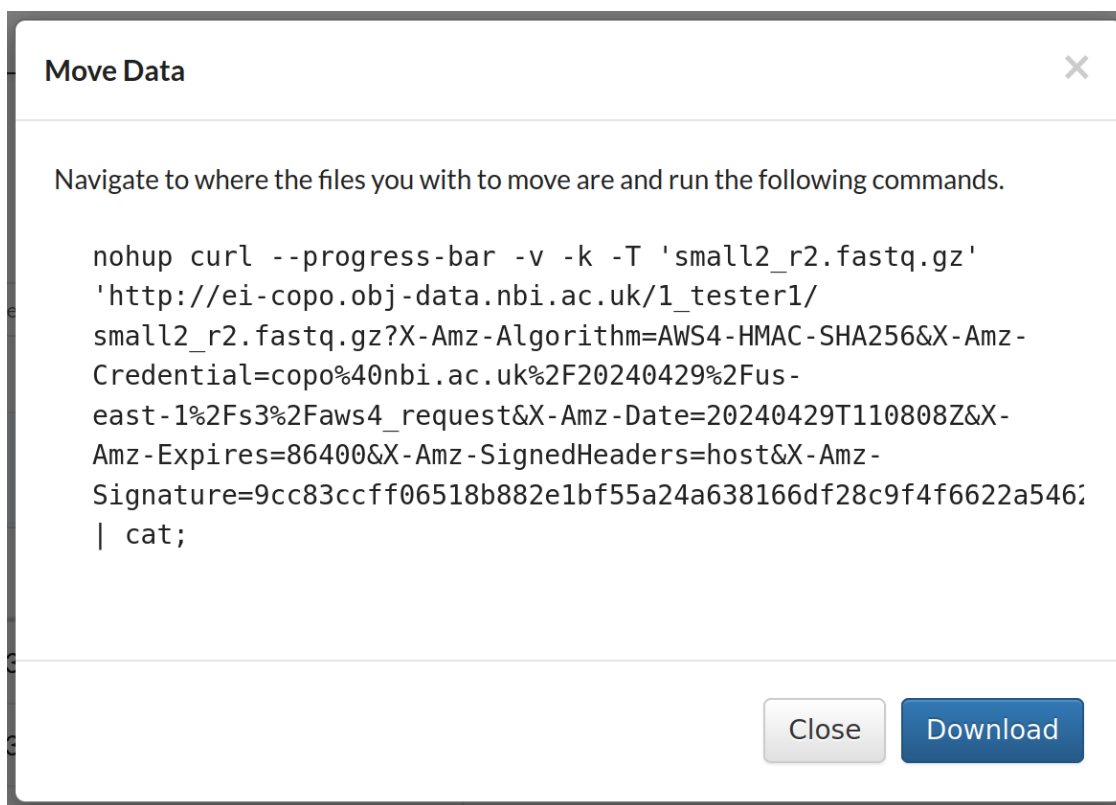 Move Data
×
Navigate to where the files you with to move are and run the following commands.
nohup curl --progress-bar -v -k -T 'small2_r2.fastq.gz'
'http://ei-copo.obj-data.nbi.ac.uk/1_tester1/
small2_r2.fastq.gz?X-Amz-Algorithm=AWS4-HMAC-SHA256&X-Amz-
Credential=copo%40nbi.ac.uk%2F20240429%2Fus-
east-1%2Fs3%2Faws4_request&X-Amz-Date=20240429T110808Z&X-
Amz-Expires=86400&X-Amz-SignedHeaders=host&X-Amz-
Signature=9cc83ccff06518b882e1bf55a24a638166df28c9f4f6622a5462
| cat;
Close
Download